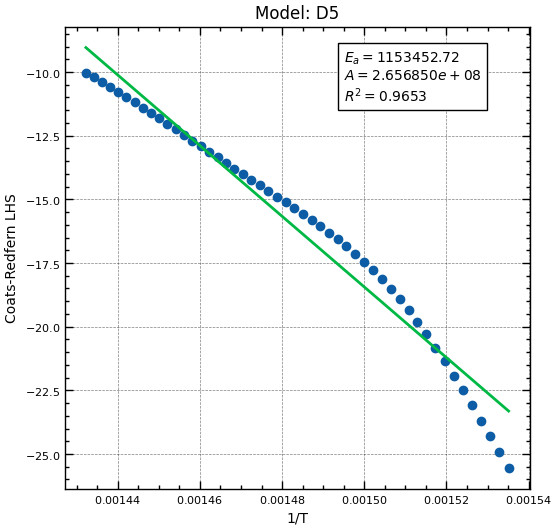 Model: D5
Eₐ = 1153452.72
A = 2.656850e + 08
R² = 0.9653
Coats-Redfern LHS
−10.0
−12.5
−15.0
−17.5
−20.0
−22.5
−25.0
0.00144 0.00146 0.00148 0.00150 0.00152 0.00154
1/T